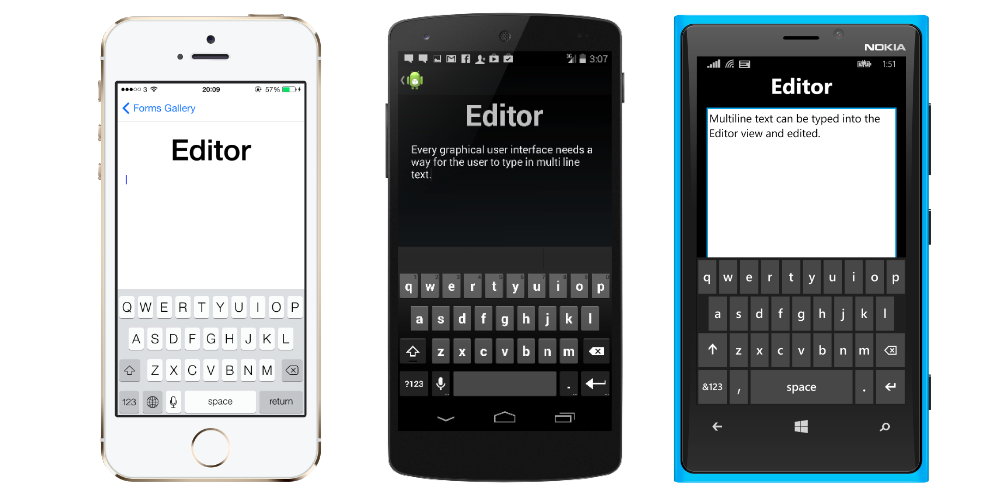 3 20:09 57%
Forms Gallery
Editor
Q W E R T Y U I O P
A S D F G H J K L
Z X C V B N M
123 space return
3G 3:07
Editor
Every graphical user interface needs a
way for the user to type in multi line
text.
q w e r t y u i o p
a s d f g h j k l
z x c v b n m
?123 .
NOKIA
1:51
Editor
Multiline text can be typed into the
Editor view and edited.
q w e r t y u i o p
a s d f g h j k l
z x c v b n m
&123 , space .